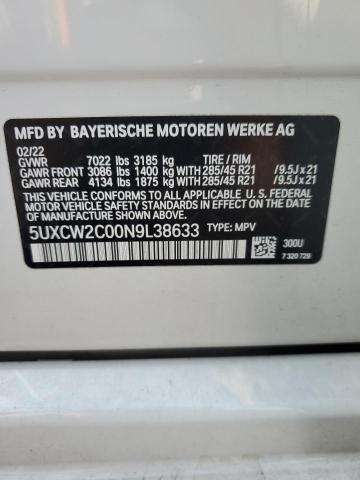 MFD BY BAYERISCHE MOTOREN WERKE AG
02/22
GVWR 7022 lbs 3185 kg TIRE / RIM
GAWR FRONT 3086 lbs 1400 kg WITH 285/45 R21 /9.5Jx21
GAWR REAR 4134 lbs 1875 kg WITH 285/45 R21 /9.5Jx21
THIS VEHICLE CONFORMS TO ALL APPLICABLE U.S. FEDERAL
MOTOR VEHICLE SAFETY STANDARDS IN EFFECT ON THE
DATE OF MANUFACTURE SHOWN ABOVE.
5UXCW2C00N9L38633 TYPE: MPV
300U
7 320 729